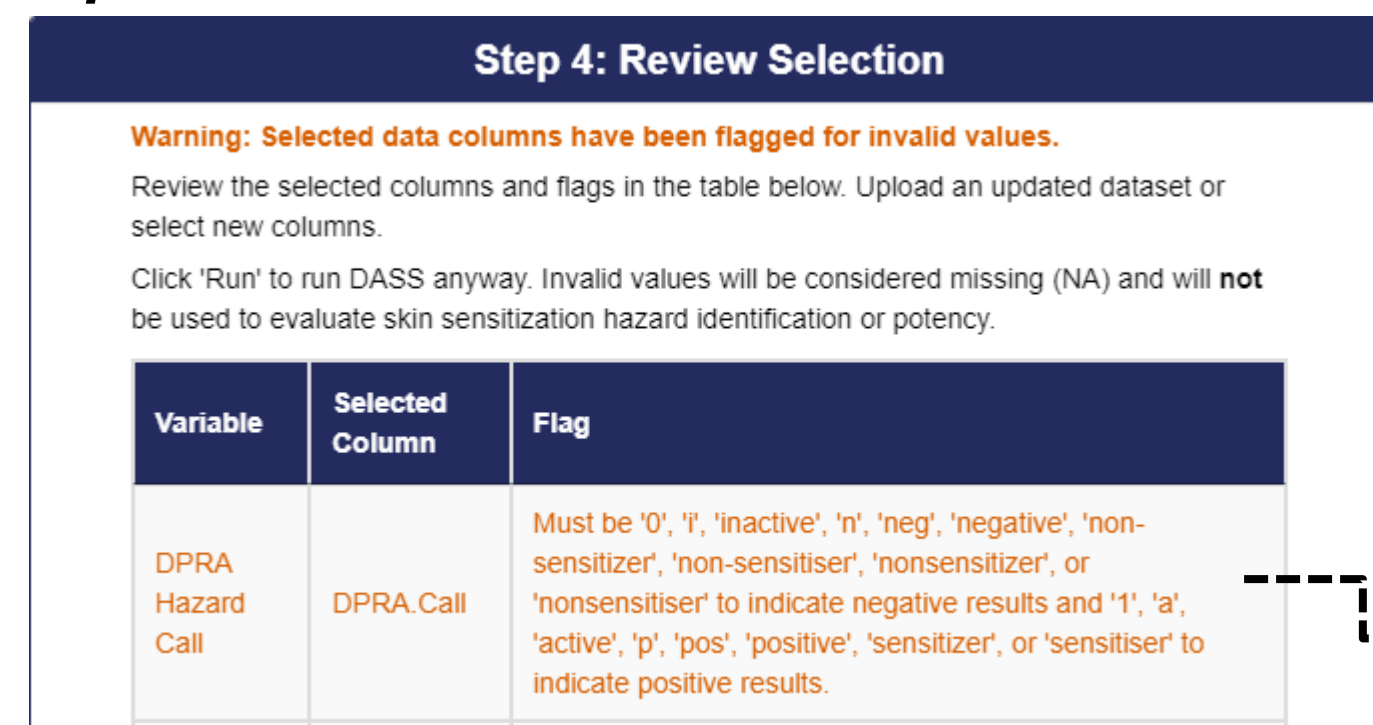 Step 4: Review Selection
Warning: Selected data columns have been flagged for invalid values.
Review the selected columns and flags in the table below. Upload an updated dataset or
select new columns.
Click 'Run' to run DASS anyway. Invalid values will be considered missing (NA) and will not
be used to evaluate skin sensitization hazard identification or potency.
Variable
Selected
Column
Flag
DPRA
Hazard
Call
DPRA.Call
Must be '0', 'i', 'inactive', 'n', 'neg', 'negative', 'non-
sensitizer', 'non-sensitiser', 'nonsensitizer', or
'nonsensitiser' to indicate negative results and '1', 'a',
'active', 'p', 'pos', 'positive', 'sensitizer', or 'sensitiser' to
indicate positive results.